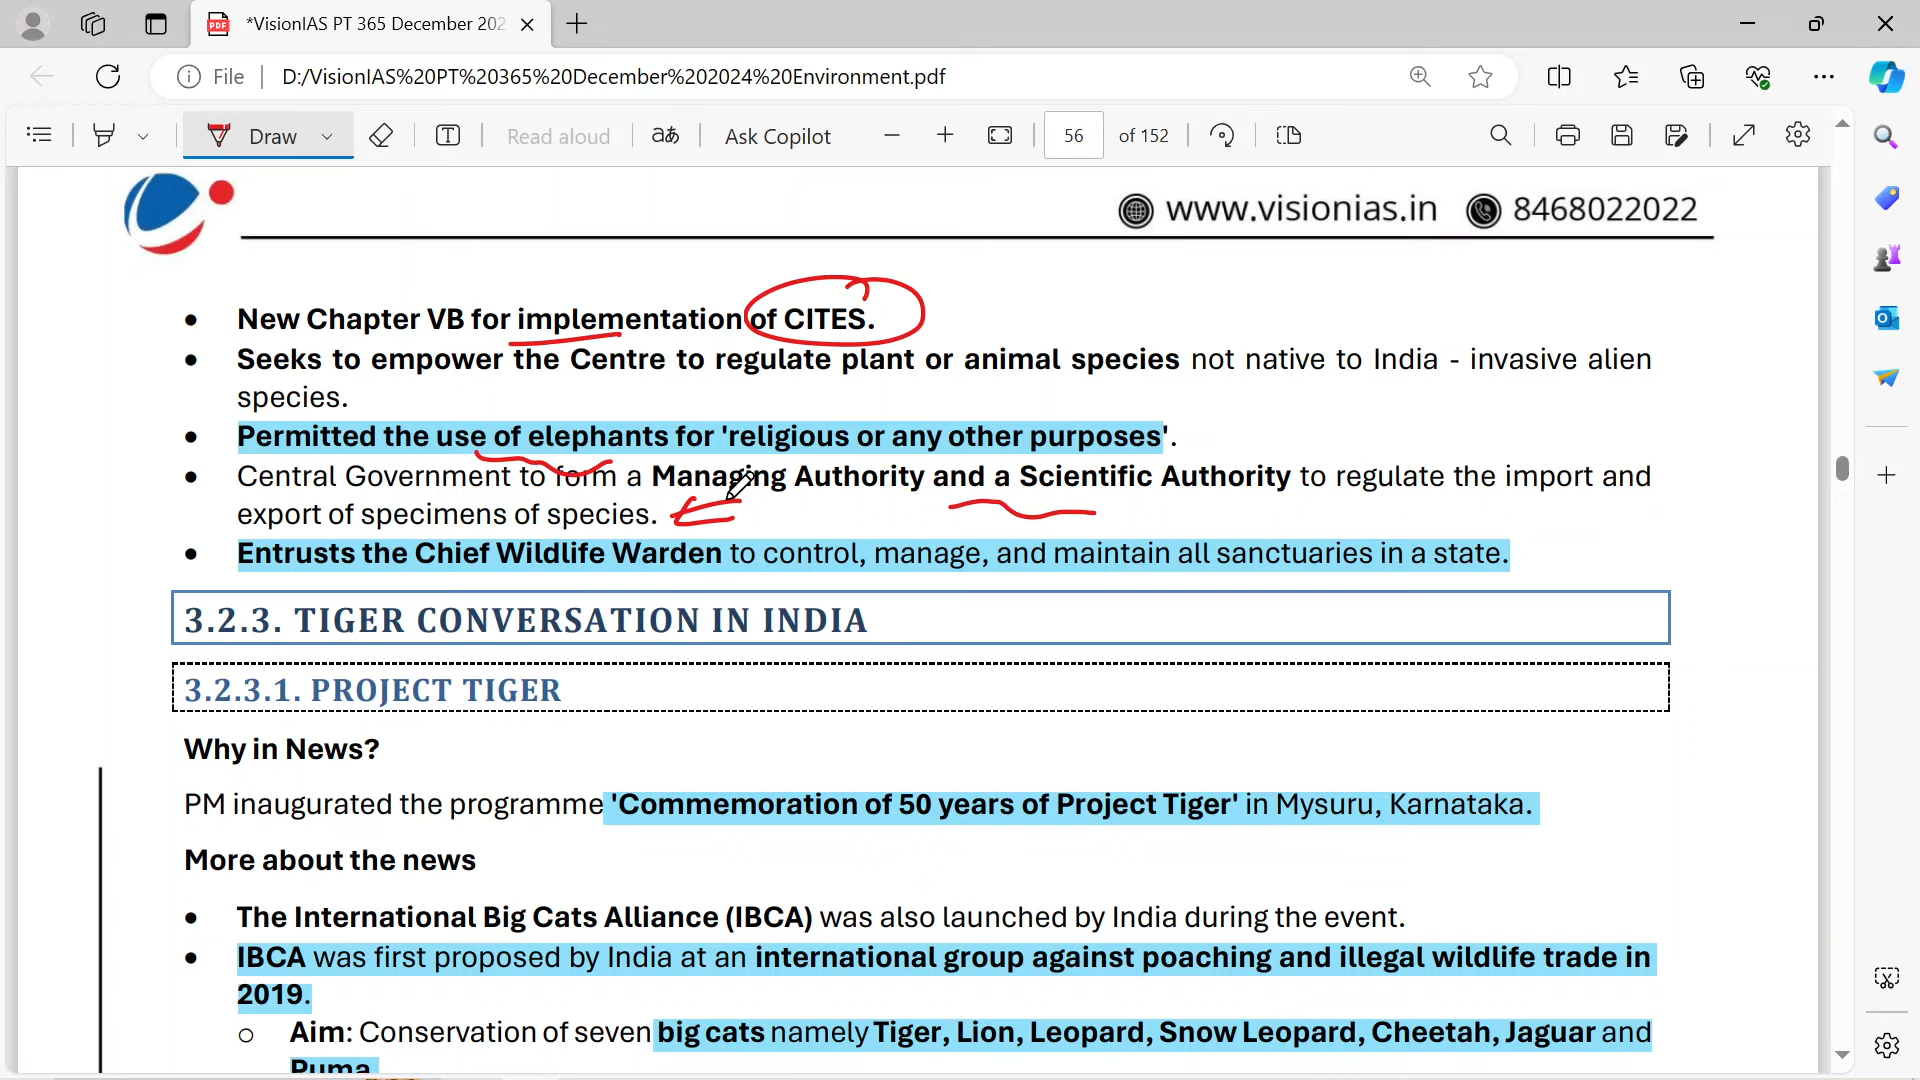 *VisionIAS PT 365 December 202
File
D:/VisionIAS%20PT%20365%20December%202024%20Environment.pdf
Draw
Read aloud
aあ
Ask Copilot
56
of 152
www.visionias.in
8468022022
• New Chapter VB for implementation of CITES.
• Seeks to empower the Centre to regulate plant or animal species not native to India - invasive alien
species.
• Permitted the use of elephants for 'religious or any other purposes'.
• Central Government to form a Managing Authority and a Scientific Authority to regulate the import and
export of specimens of species.
• Entrusts the Chief Wildlife Warden to control, manage, and maintain all sanctuaries in a state.
3.2.3. TIGER CONVERSATION IN INDIA
3.2.3.1. PROJECT TIGER
Why in News?
PM inaugurated the programme 'Commemoration of 50 years of Project Tiger' in Mysuru, Karnataka.
More about the news
• The International Big Cats Alliance (IBCA) was also launched by India during the event.
• IBCA was first proposed by India at an international group against poaching and illegal wildlife trade in
2019.
o Aim: Conservation of seven big cats namely Tiger, Lion, Leopard, Snow Leopard, Cheetah, Jaguar and
Puma